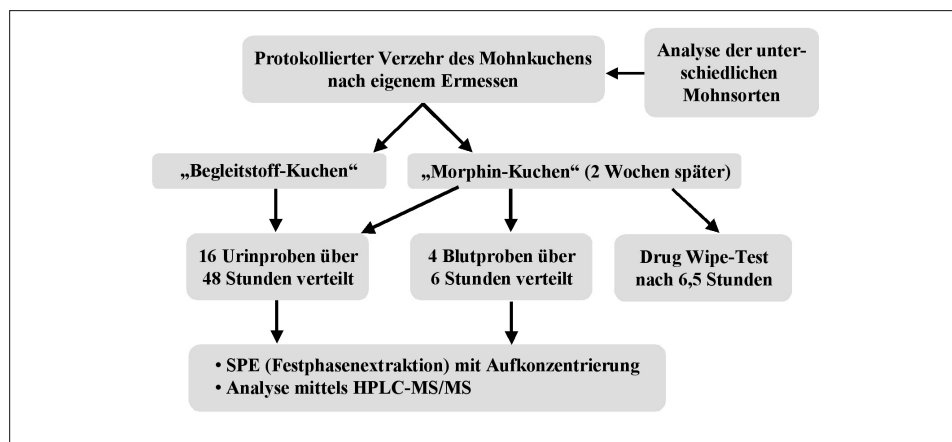 Protokollierter Verzehr des Mohnkuchens
nach eigenem Ermessen
Analyse der unter-
schiedlichen
Mohnsorten
„Begleitstoff-Kuchen“
„Morphin-Kuchen“ (2 Wochen später)
16 Urinproben über
48 Stunden verteilt
4 Blutproben über
6 Stunden verteilt
Drug Wipe-Test
nach 6,5 Stunden
• SPE (Festphasenextraktion) mit Aufkonzentrierung
• Analyse mittels HPLC-MS/MS